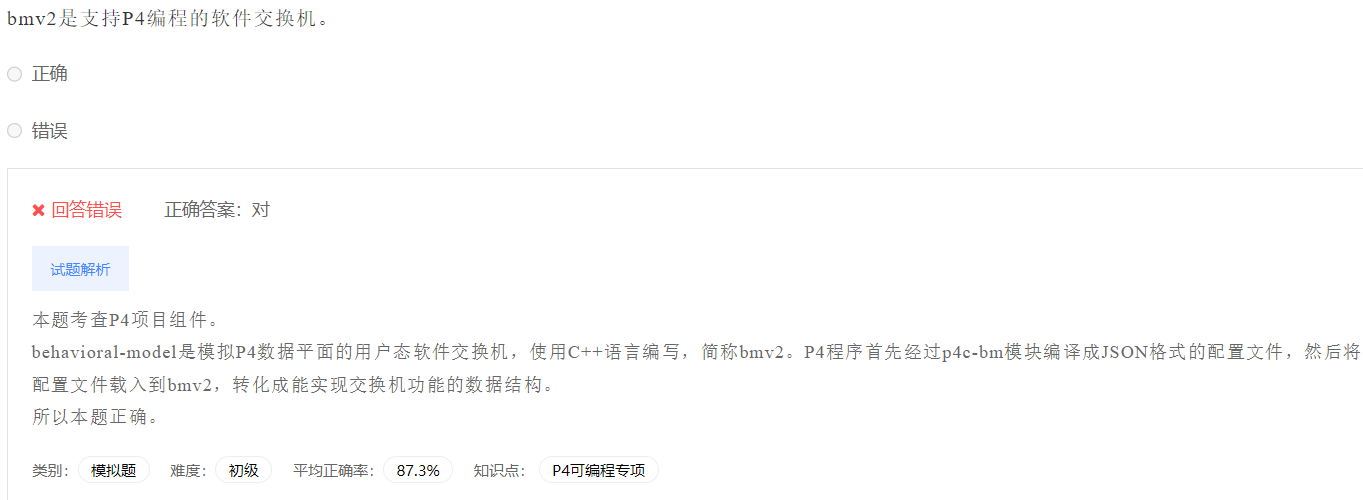 bmv2是支持P4编程的软件交换机。
正确
错误
回答错误 正确答案：对
试题解析
本题考查P4项目组件。
behavioral-model是模拟P4数据平面的用户态软件交换机，使用C++语言编写，简称bmv2。P4程序首先经过p4c-bm模块编译成JSON格式的配置文件，然后将
配置文件载入到bmv2，转化成能实现交换机功能的数据结构。
所以本题正确。
类别： 模拟题 难度： 初级 平均正确率： 87.3% 知识点： P4可编程专项